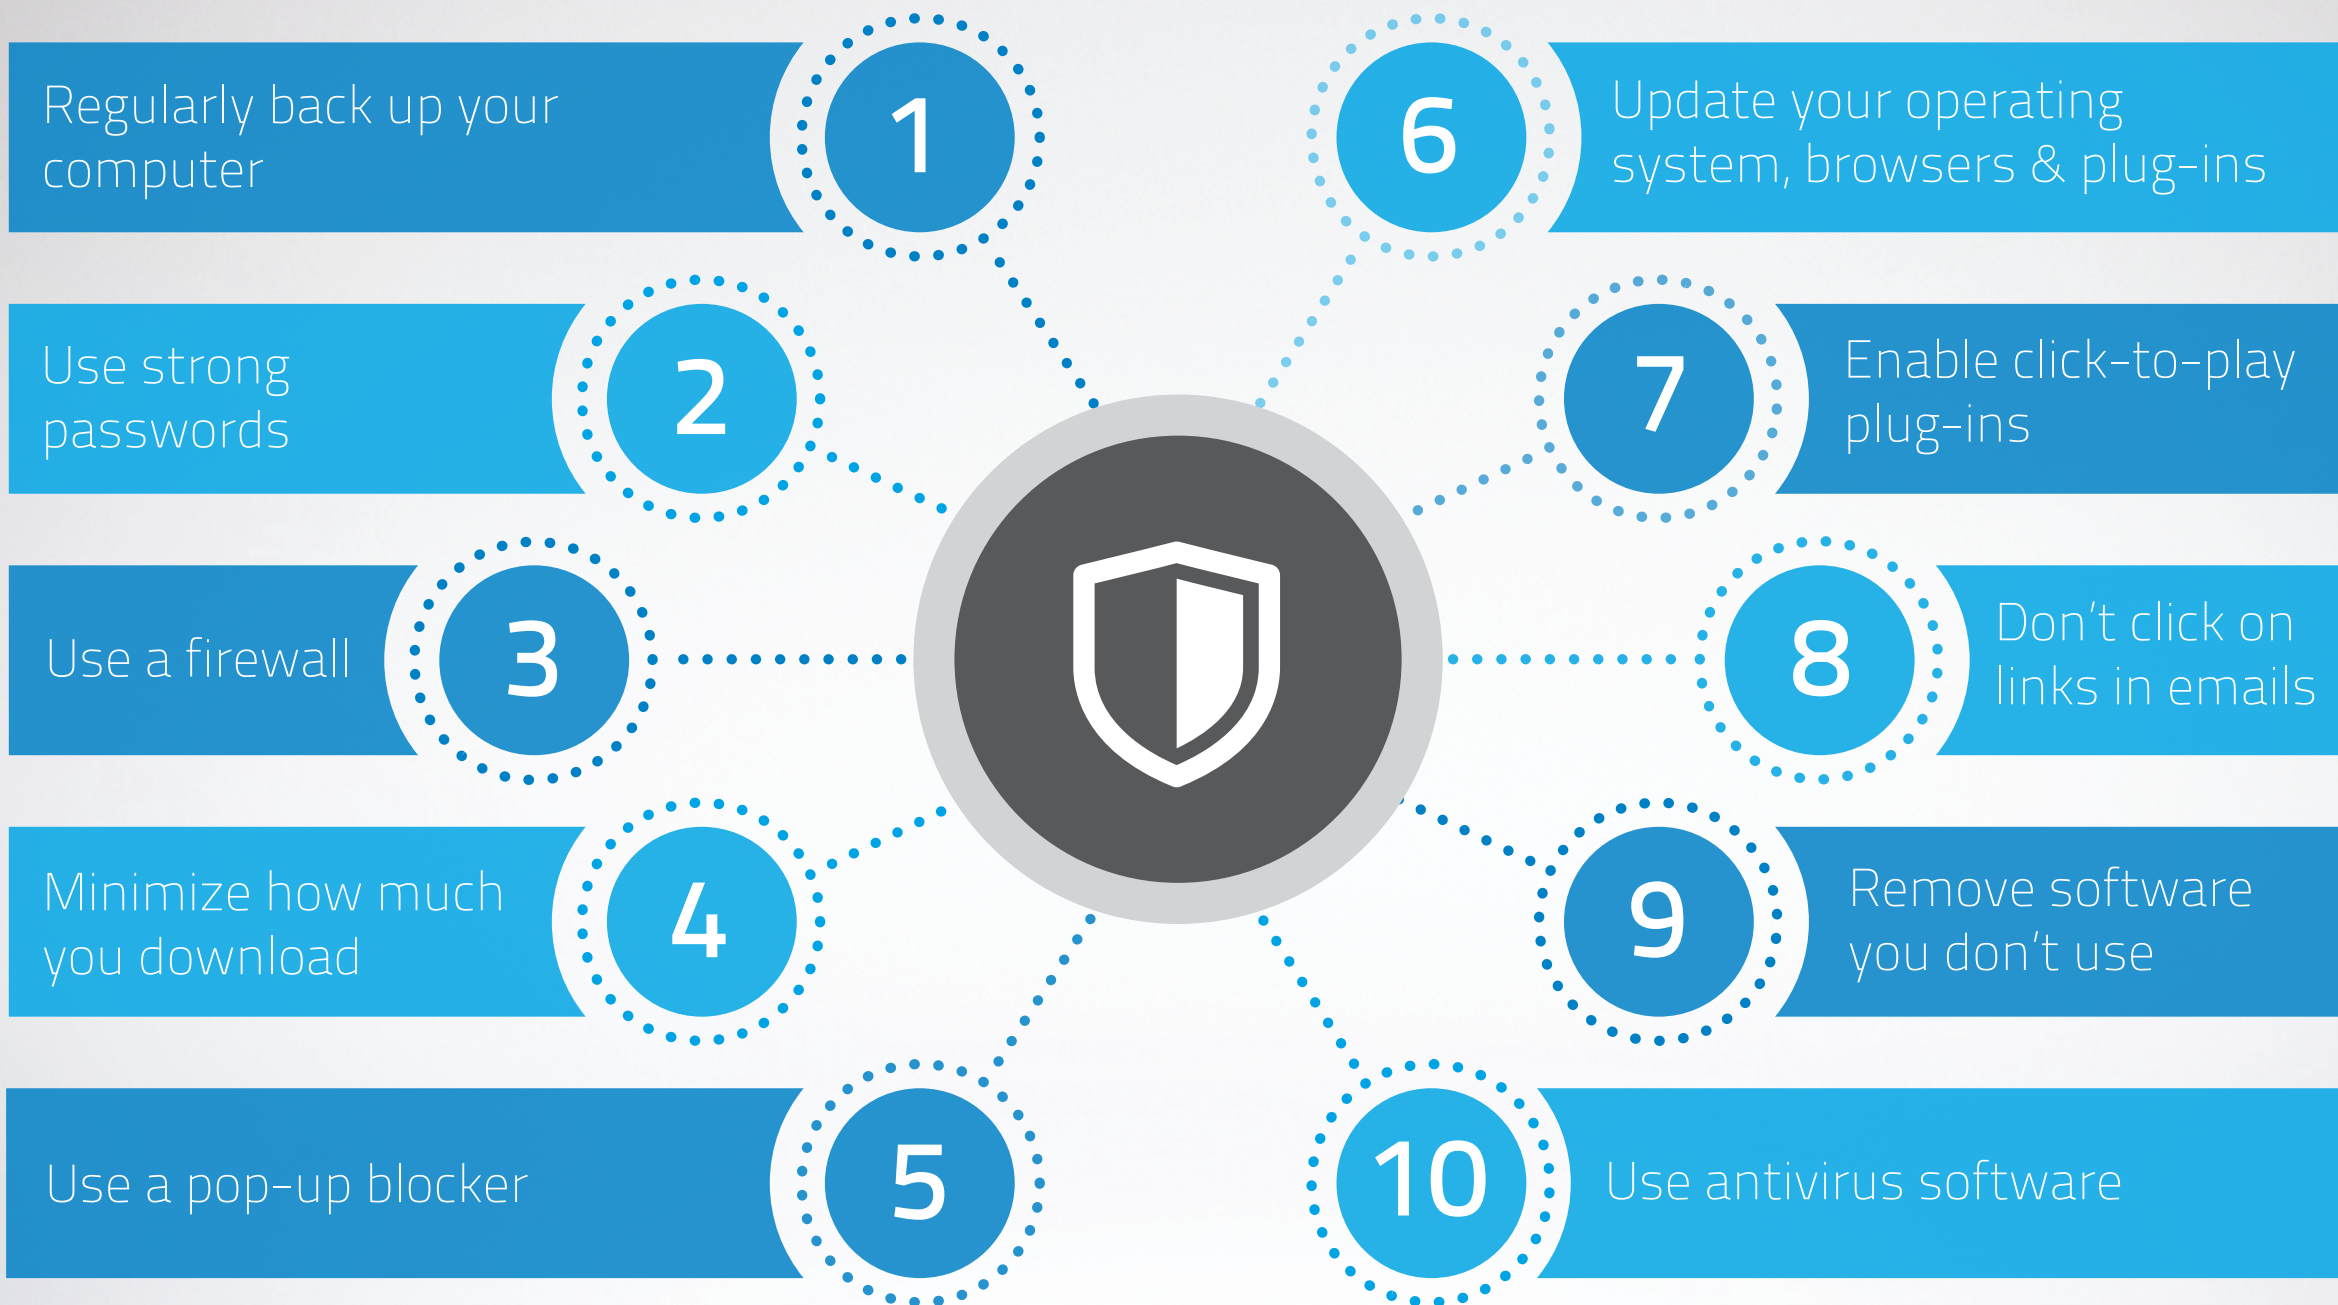 Regularly back up your
computer
1
Use strong
passwords
2
Use a firewall
3
Minimize how much
you download
4
Use a pop-up blocker
5
6
Update your operating
system, browsers & plug-ins
7
Enable click-to-play
plug-ins
8
Don't click on
links in emails
9
Remove software
you don't use
10
Use antivirus software